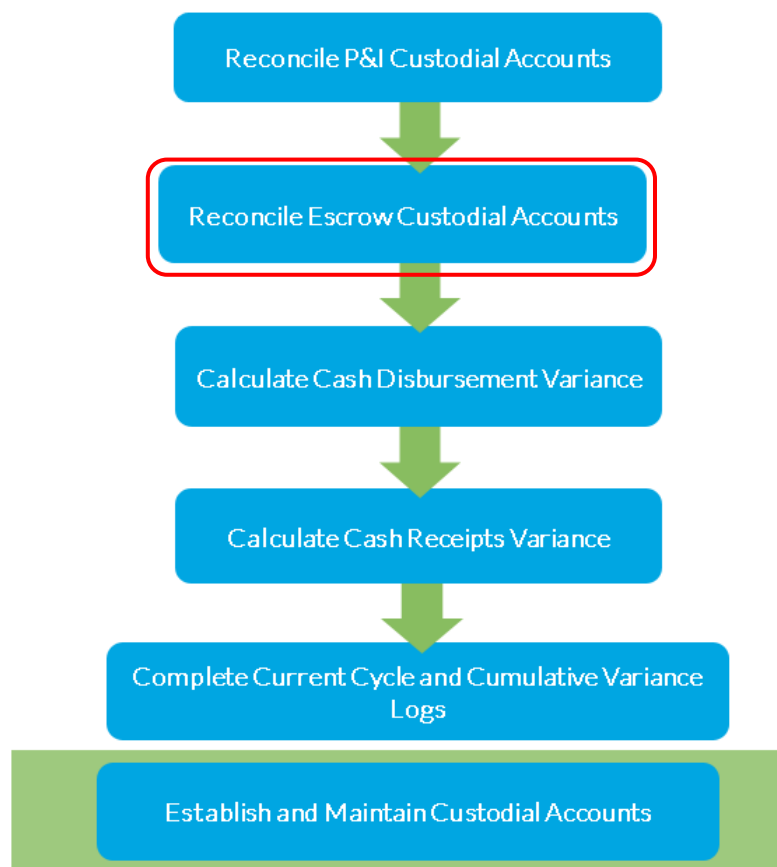 Reconcile P&I Custodial Accounts
Reconcile Escrow Custodial Accounts
Calculate Cash Disbursement Variance
Calculate Cash Receipts Variance
Complete Current Cycle and Cumulative Variance
Logs
Establish and Maintain Custodial Accounts